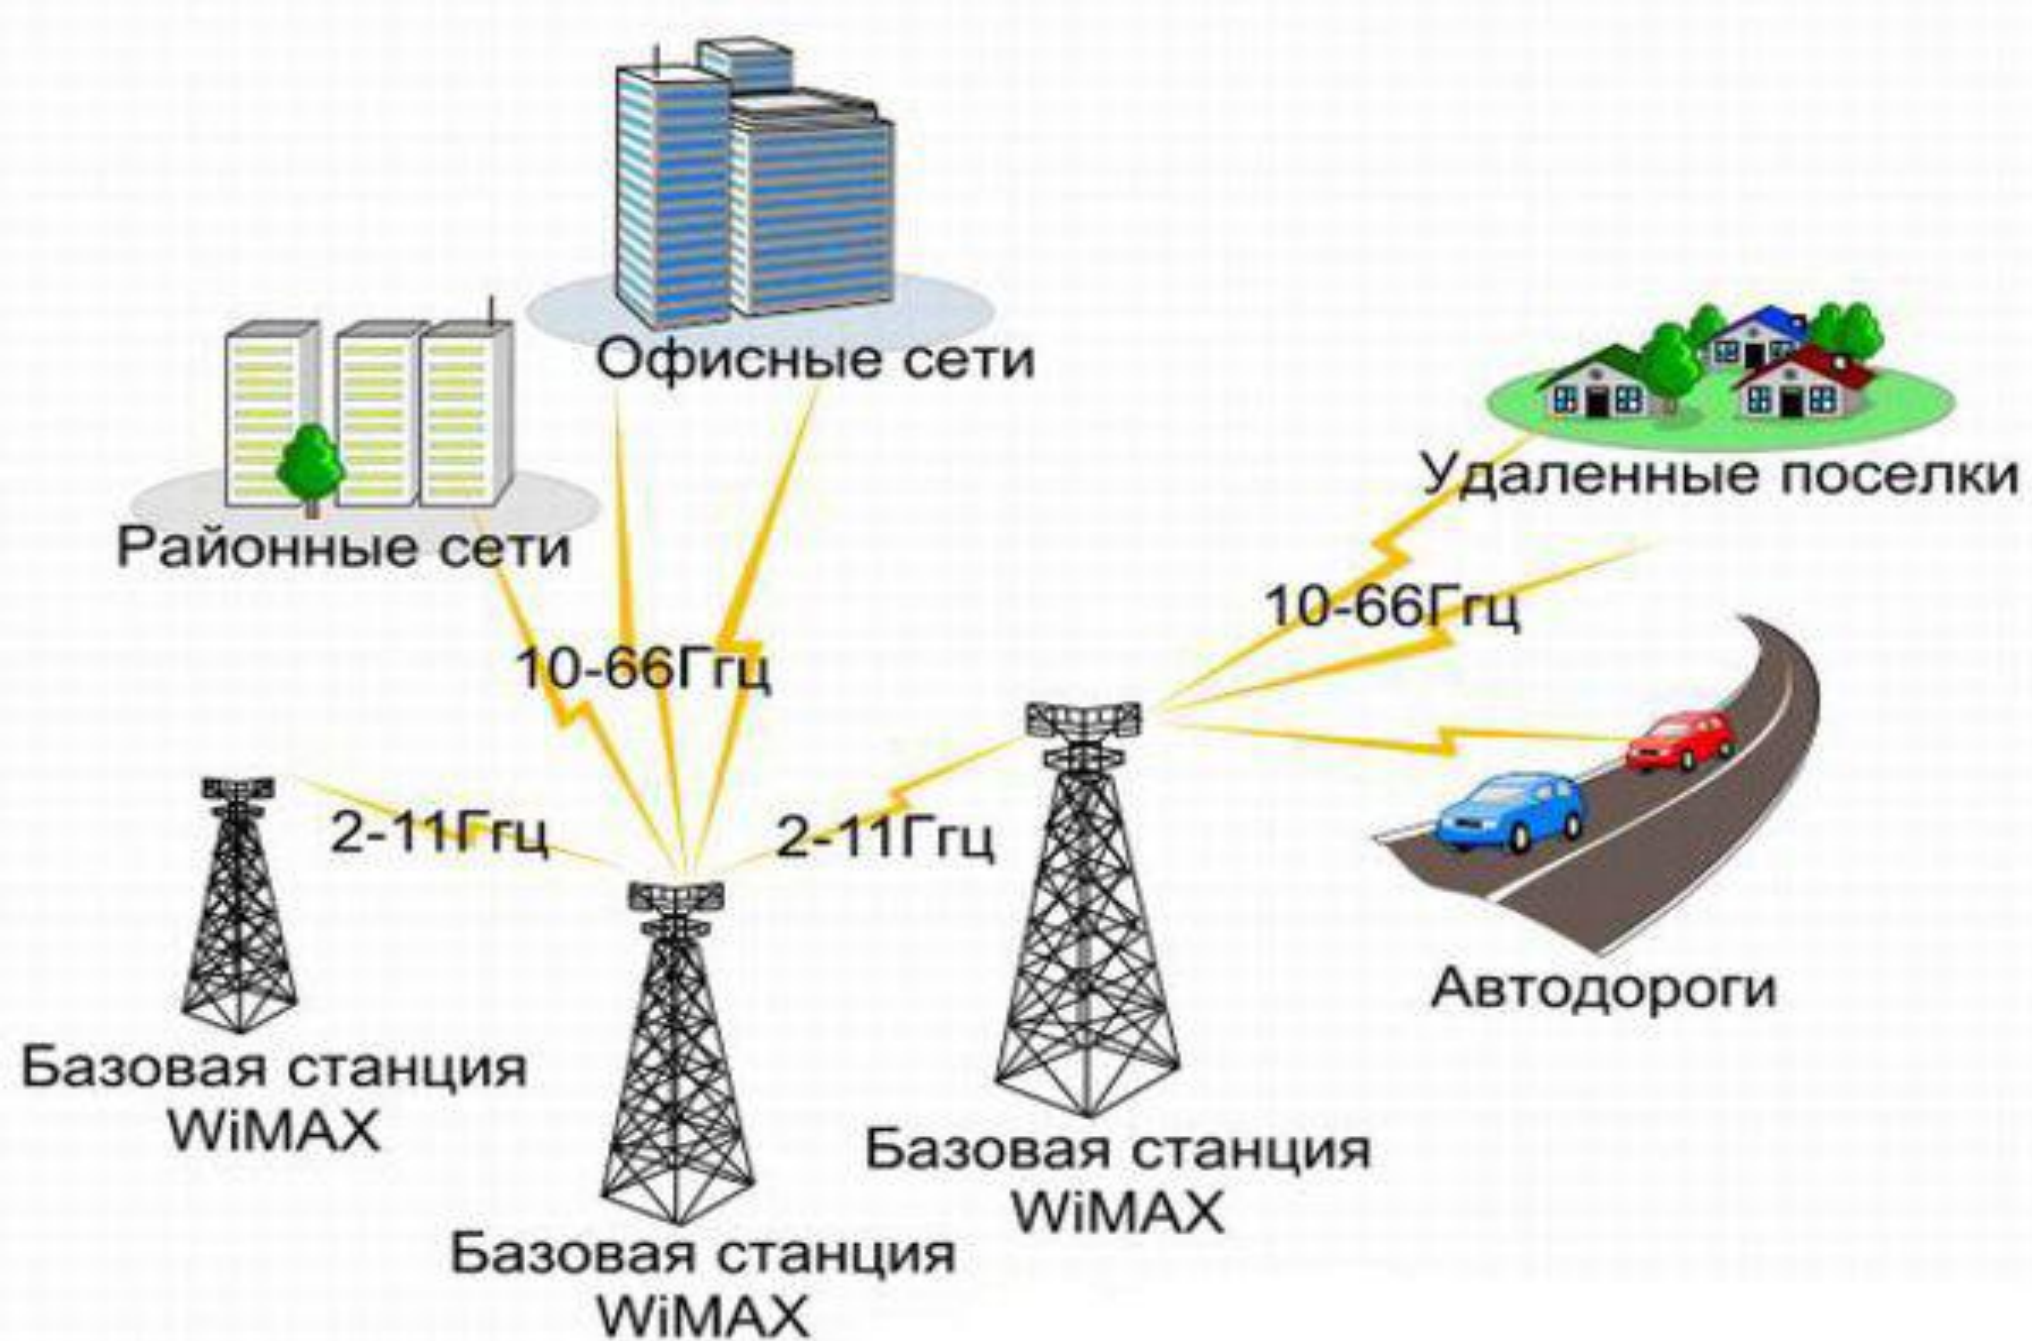 Офисные сети
Удаленные поселки
Районные сети
10-66Ггц
10-66Ггц
2-11Ггц
2-11Ггц
Автодороги
Базовая станция
WiMAX
Базовая станция
WiMAX
Базовая станция
WiMAX